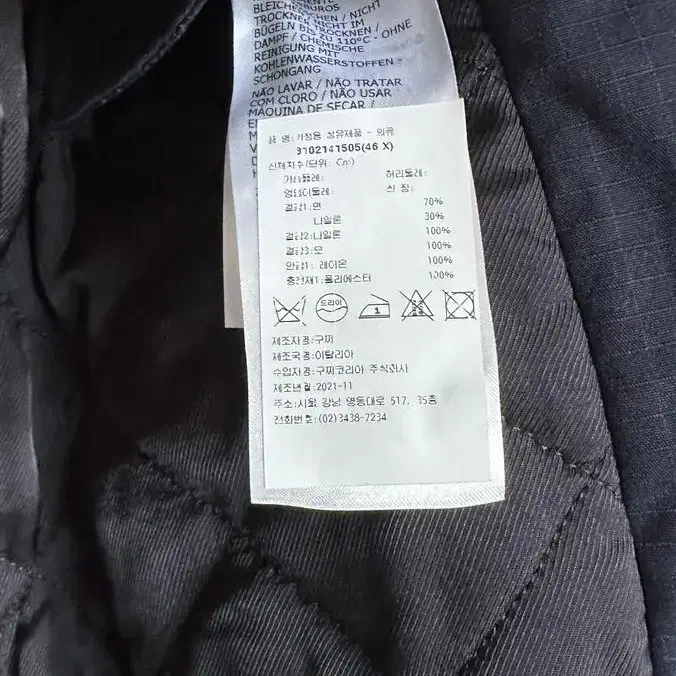 BLEICHEN / NICHT
TROCKNEN NICHT IM
BÜGELN BIS ZU 110°C - OHNE
DAMPF / CHEMISCHE
REINIGUNG MIT
KOHLENWASSERSTOFFEN -
SCHONGANG
NÃO LAVAR / NÃO TRATAR
COM CLORO / NÃO USAR
MÁQUINA DE SECAR /
품 명:가정용 섬유제품 - 의류
3102141505(46 X)
신체치수(단위: Cm)
가슴둘레: 허리둘레:
엉덩이둘레: 신 장:
겉감1:면 70%
나일론 30%
겉감2:나일론 100%
겉감3:모 100%
안감1: 레이온 100%
충전재1:폴리에스터 100%
드라이
제조자명:구찌
제조국명:이탈리아
수입자명:구찌코리아 주식회사
제조년월:2021-11
주소:서울 강남 영동대로 517, 35층
전화번호:(02)3438-7234